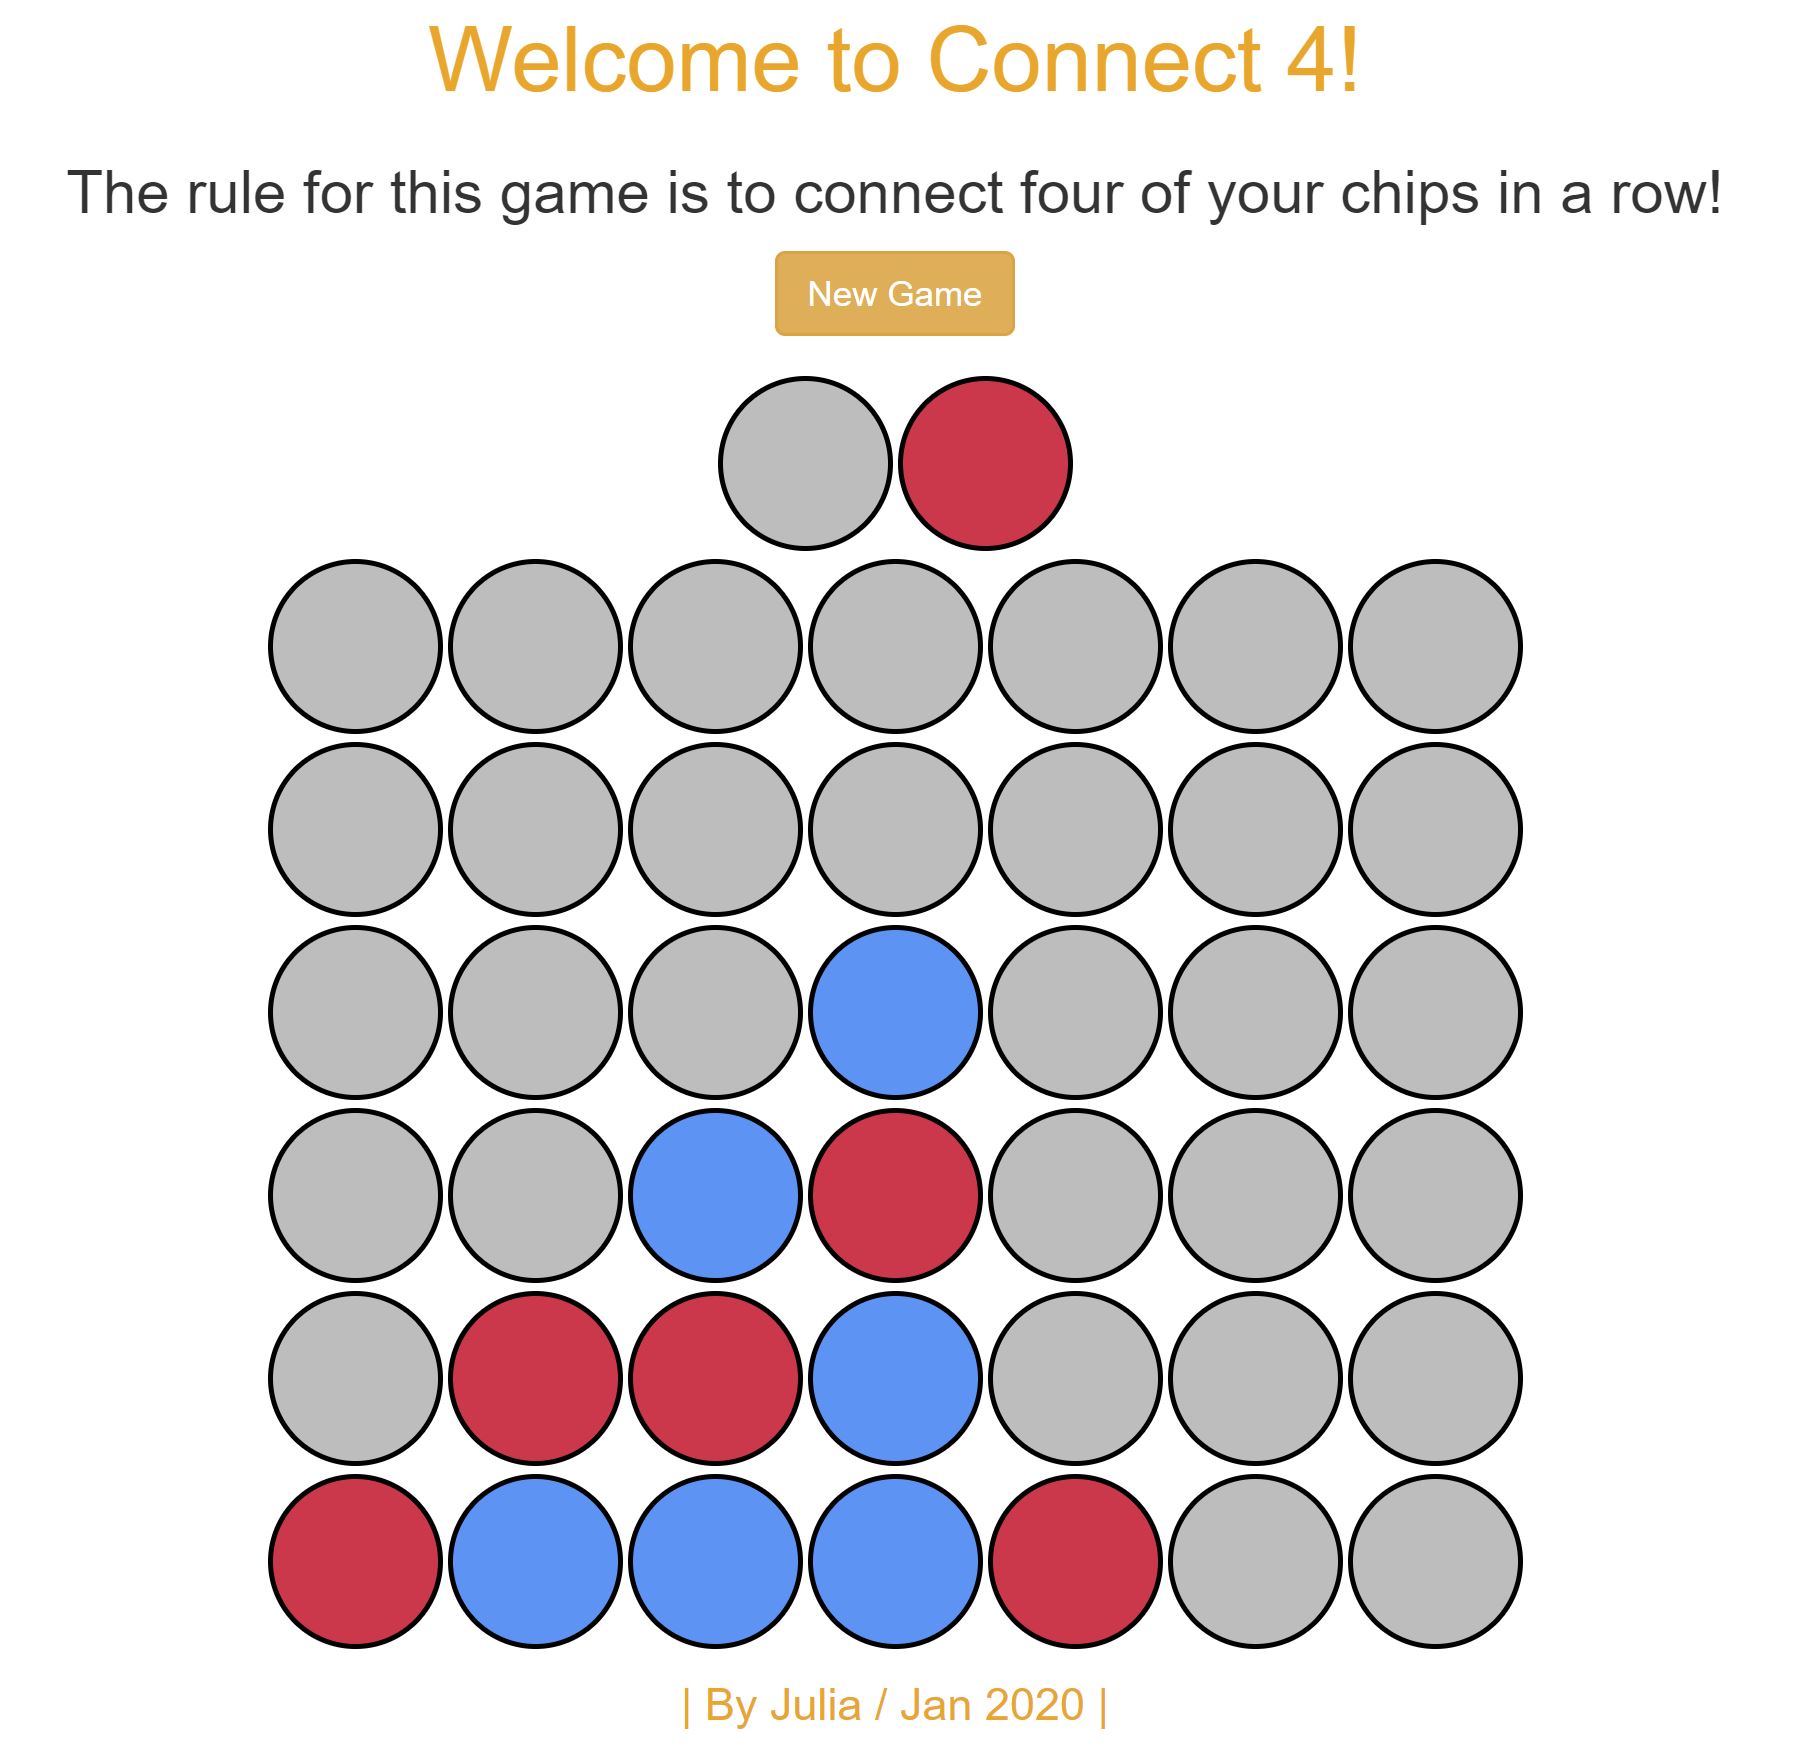 Welcome to Connect 4!
The rule for this game is to connect four of your chips in a row!
New Game
| By Julia / Jan 2020 |